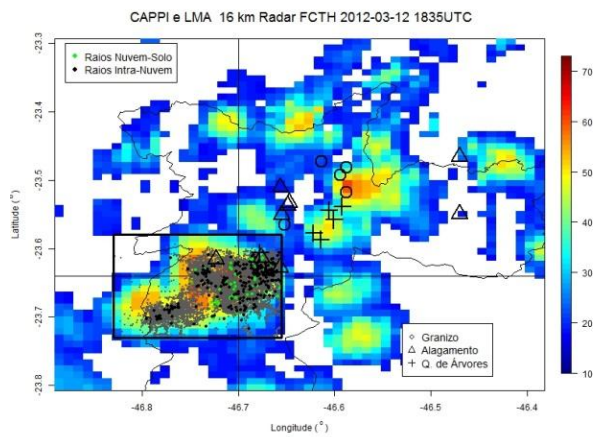 CAPPI e LMA 16 km Radar FCTH 2012-03-12 1835UTC
Raios Nuvem-Solo
Raios Intra-Nuvem
Latitude (°)
-23.3
-23.4
-23.5
-23.6
-23.7
-23.8
70
60
50
40
30
20
10
Granizo
Alagamento
Q. de Árvores
-46.8
-46.7
-46.6
-46.5
-46.4
Longitude (°)